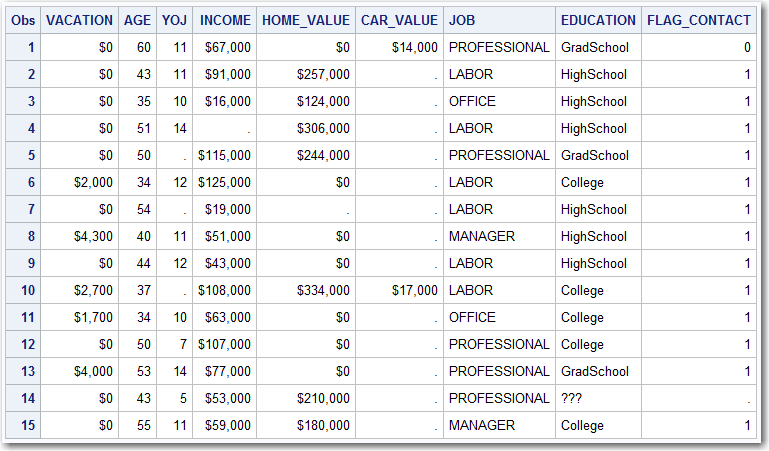 Obs VACATION AGE YOJ INCOME HOME_VALUE CAR_VALUE JOB EDUCATION FLAG_CONTACT
1 $0 60 11 $67,000 $0 $14,000 PROFESSIONAL GradSchool 0
2 $0 43 11 $91,000 $257,000 . LABOR HighSchool 1
3 $0 35 10 $16,000 $124,000 . OFFICE HighSchool 1
4 $0 51 14 . $306,000 . LABOR HighSchool 1
5 $0 50 . $115,000 $244,000 . PROFESSIONAL GradSchool 1
6 $2,000 34 12 $125,000 $0 . LABOR College 1
7 $0 54 . $19,000 . . LABOR HighSchool 1
8 $4,300 40 11 $51,000 $0 . MANAGER HighSchool 1
9 $0 44 12 $43,000 $0 . LABOR HighSchool 1
10 $2,700 37 . $108,000 $334,000 $17,000 LABOR College 1
11 $1,700 34 10 $63,000 $0 . OFFICE College 1
12 $0 50 7 $107,000 $0 . PROFESSIONAL College 1
13 $4,000 53 14 $77,000 $0 . PROFESSIONAL GradSchool 1
14 $0 43 5 $53,000 $210,000 . PROFESSIONAL ??? .
15 $0 55 11 $59,000 $180,000 . MANAGER College 1